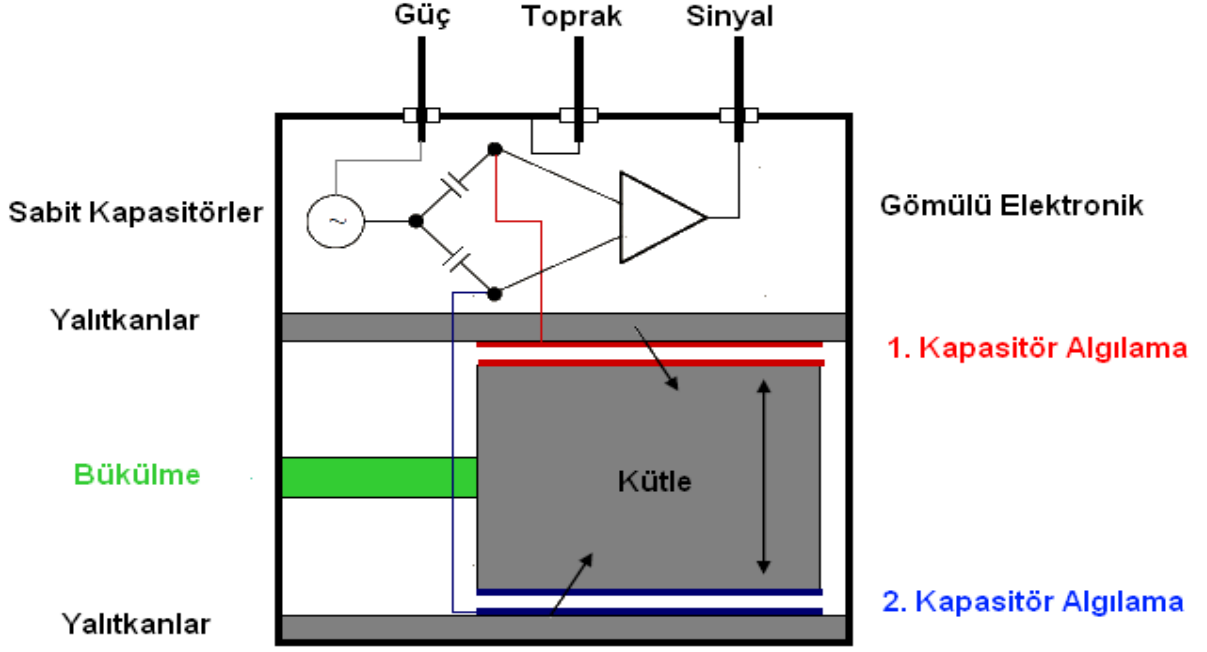 Güç
Toprak
Sinyal
Sabit Kapasitörler
~
Gömülü Elektronik
Yalıtkanlar
1. Kapasitör Algılama
Bükülme
Kütle
2. Kapasitör Algılama
Yalıtkanlar